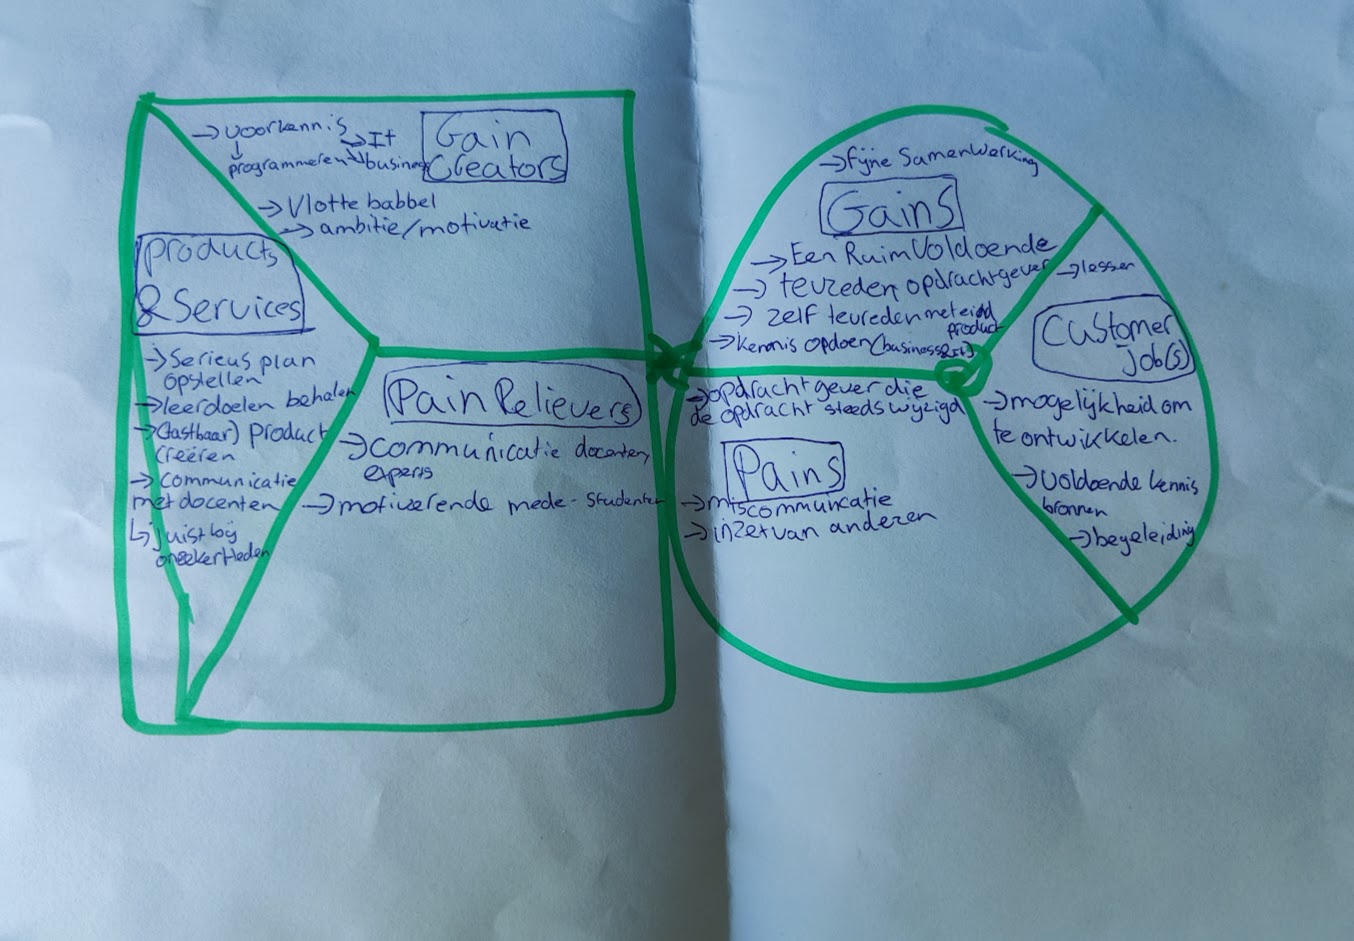 → voorkennis
→ It
programmeren → business
Gain
Creators
→ Vlotte babbel
→ ambitie/motivatie
Products
& Services
→ Serieus plan
opstellen
→ leerdoelen behalen
→ (tastbaar) product
creëren
→ communicatie
met docenten
↳ juist bij
onzekerheden
Pain Relievers
→ communicatie docenten,
experts
→ motiverende mede-studenten
→ fijne Samenwerking
Gains
→ Een Ruim Voldoende
→ tevreden opdrachtgever
→ zelf tevreden met eind
product
→ kennis opdoen (business & It)
→ opdrachtgever die
de opdracht steeds wijzigd
Pains
→ miscommunicatie
→ inzet van anderen
→ lessen
Customer
Job(s)
→ mogelijkheid om
te ontwikkelen.
→ voldoende kennis
bronnen
→ begeleiding